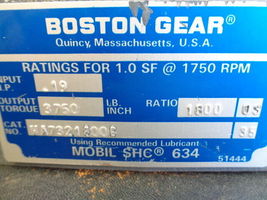 BOSTON GEAR®
Quincy, Massachusetts, U.S.A.
RATINGS FOR 1.0 SF @ 1750 RPM
INPUT H.P. .19
OUTPUT TORQUE 3750 LB. INCH RATIO 1800
CAT. NO.
Using Recommended Lubricant
MOBIL SHC® 634
51444